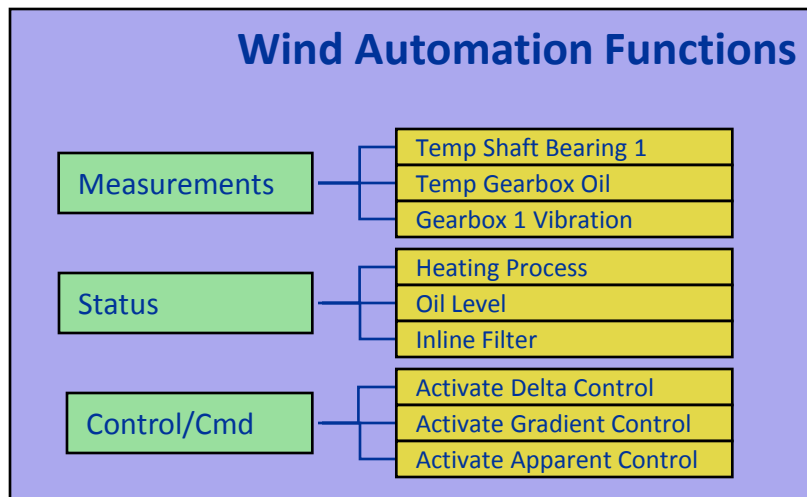 Wind Automation Functions
Measurements
Temp Shaft Bearing 1
Temp Gearbox Oil
Gearbox 1 Vibration
Status
Heating Process
Oil Level
Inline Filter
Control/Cmd
Activate Delta Control
Activate Gradient Control
Activate Apparent Control